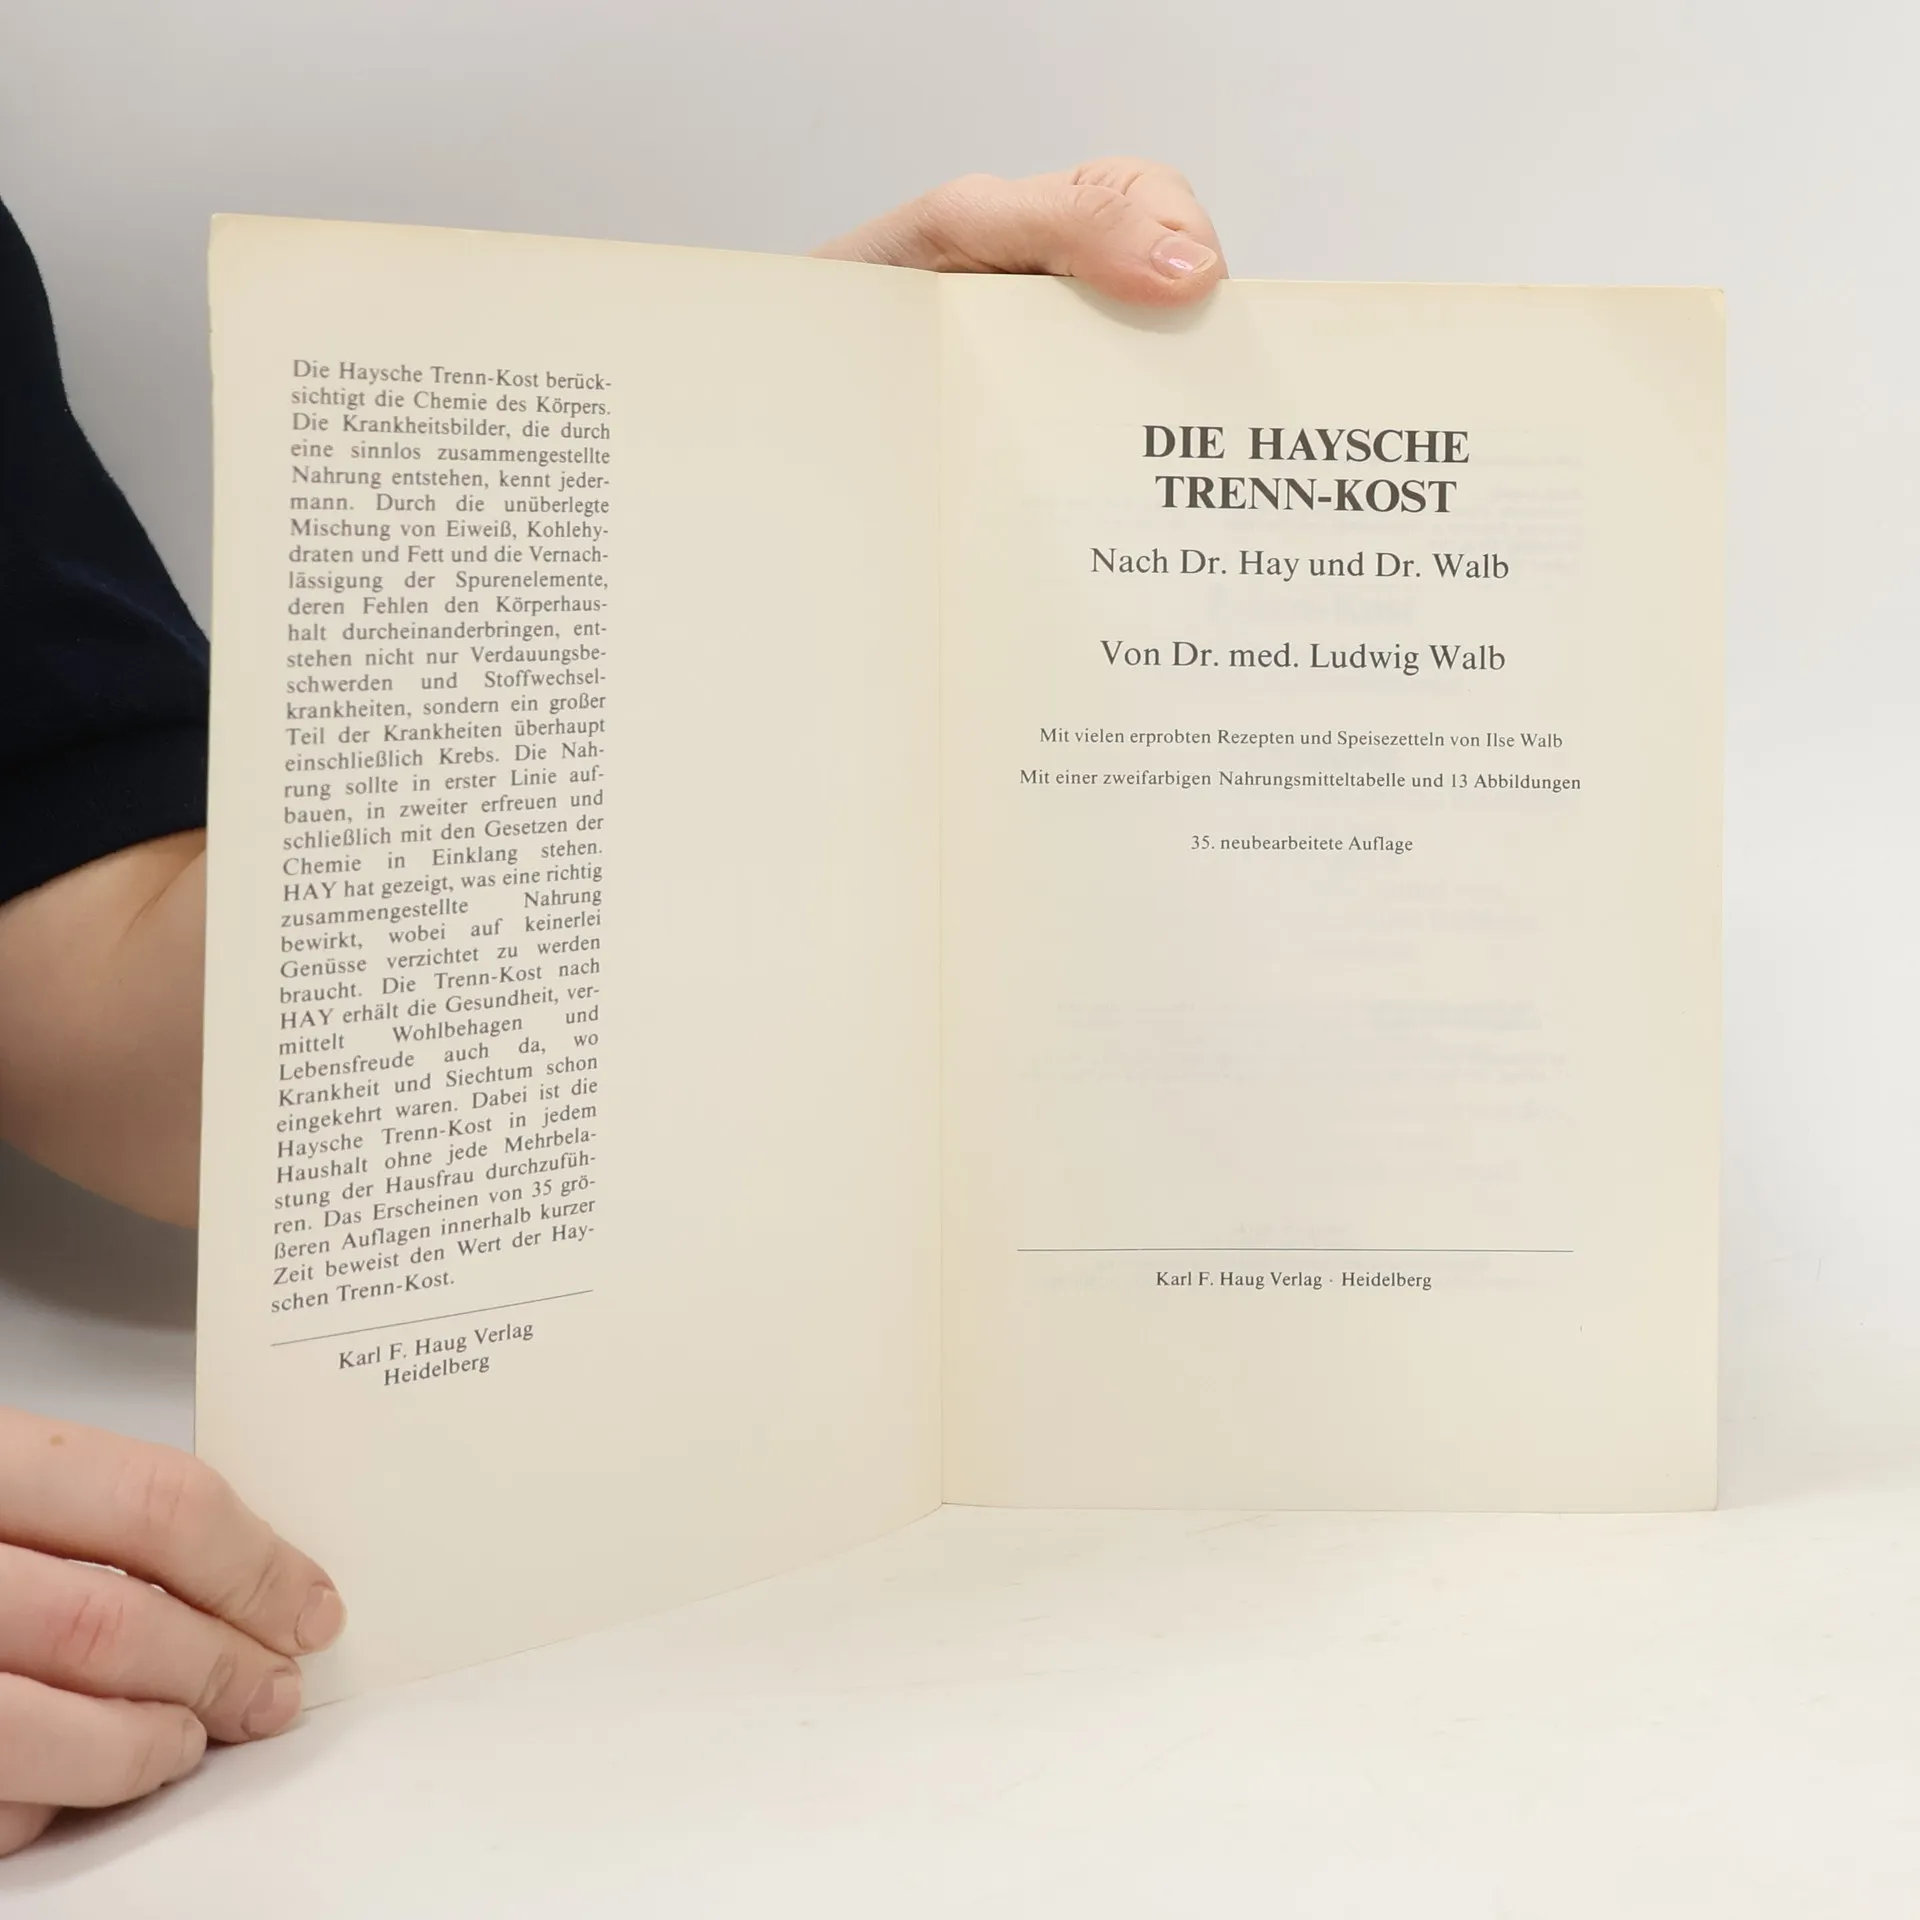 Die Haysche Trenn-Kost berück-
sichtigt die Chemie des Körpers.
Die Krankheitsbilder, die durch
eine sinnlos zusammengestellte
Nahrung entstehen, kennt jeder-
mann. Durch die unüberlegte
Mischung von Eiweiß, Kohlehy-
draten und Fett und die Vernach-
lässigung der Spurenelemente,
deren Fehlen den Körperhaus-
halt durcheinanderbringen, ent-
stehen nicht nur Verdauungsbe-
schwerden und Stoffwechsel-
krankheiten, sondern ein großer
Teil der Krankheiten überhaupt
einschließlich Krebs. Die Nah-
rung sollte in erster Linie auf-
bauen, in zweiter erfreuen und
schließlich mit den Gesetzen der
Chemie in Einklang stehen.
HAY hat gezeigt, was eine richtig
zusammengestellte Nahrung
bewirkt, wobei auf keinerlei
Genüsse verzichtet zu werden
braucht. Die Trenn-Kost nach
HAY erhält die Gesundheit, ver-
mittelt Wohlbehagen und
Lebensfreude auch da, wo
Krankheit und Siechtum schon
eingekehrt waren. Dabei ist die
Haysche Trenn-Kost in jedem
Haushalt ohne jede Mehrbela-
stung der Hausfrau durchzufüh-
ren. Das Erscheinen von 35 grö-
ßeren Auflagen innerhalb kurzer
Zeit beweist den Wert der Hay-
schen Trenn-Kost.
Karl F. Haug Verlag
Heidelberg
DIE HAYSCHE
TRENN-KOST
Nach Dr. Hay und Dr. Walb
Von Dr. med. Ludwig Walb
Mit vielen erprobten Rezepten und Speisezetteln von Ilse Walb
Mit einer zweifarbigen Nahrungsmitteltabelle und 13 Abbildungen
35. neubearbeitete Auflage
Karl F. Haug Verlag · Heidelberg